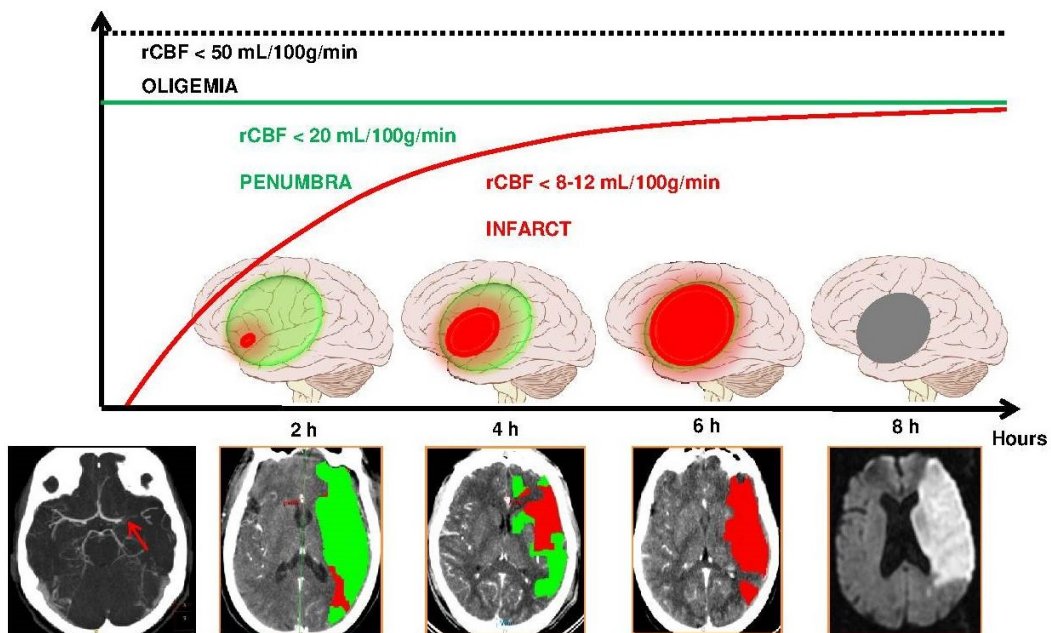 rCBF < 50 mL/100g/min
OLIGEMIA
rCBF < 20 mL/100g/min
PENUMBRA
rCBF < 8-12 mL/100g/min
INFARCT
2 h
4 h
6 h
8 h
Hours